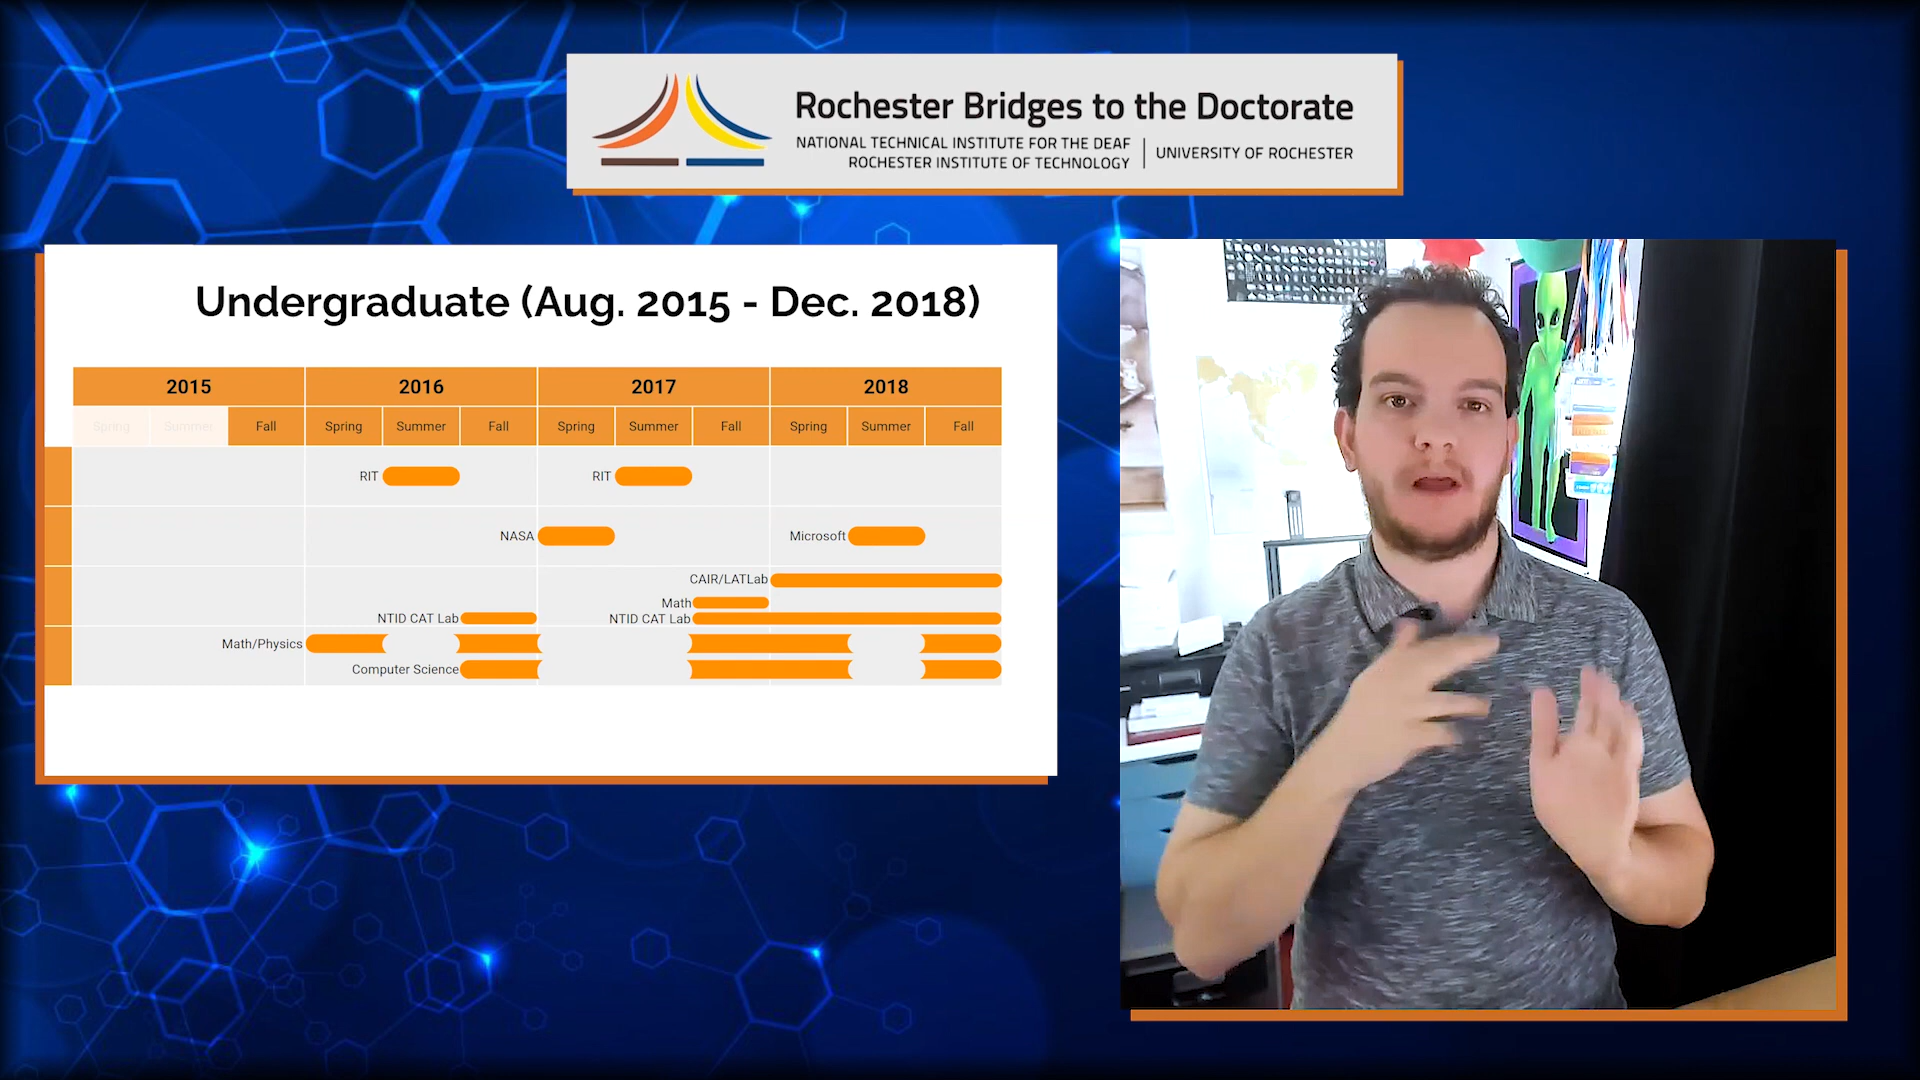 Rochester Bridges to the Doctorate
NATIONAL TECHNICAL INSTITUTE FOR THE DEAF
ROCHESTER INSTITUTE OF TECHNOLOGY
UNIVERSITY OF ROCHESTER
Undergraduate (Aug. 2015 - Dec. 2018)
2015 2016 2017 2018
Spring Summer Fall Spring Summer Fall Spring Summer Fall Spring Summer Fall
RIT RIT
NASA Microsoft
CAIR/LATLab
Math
NTID CAT Lab NTID CAT Lab
Math/Physics
Computer Science